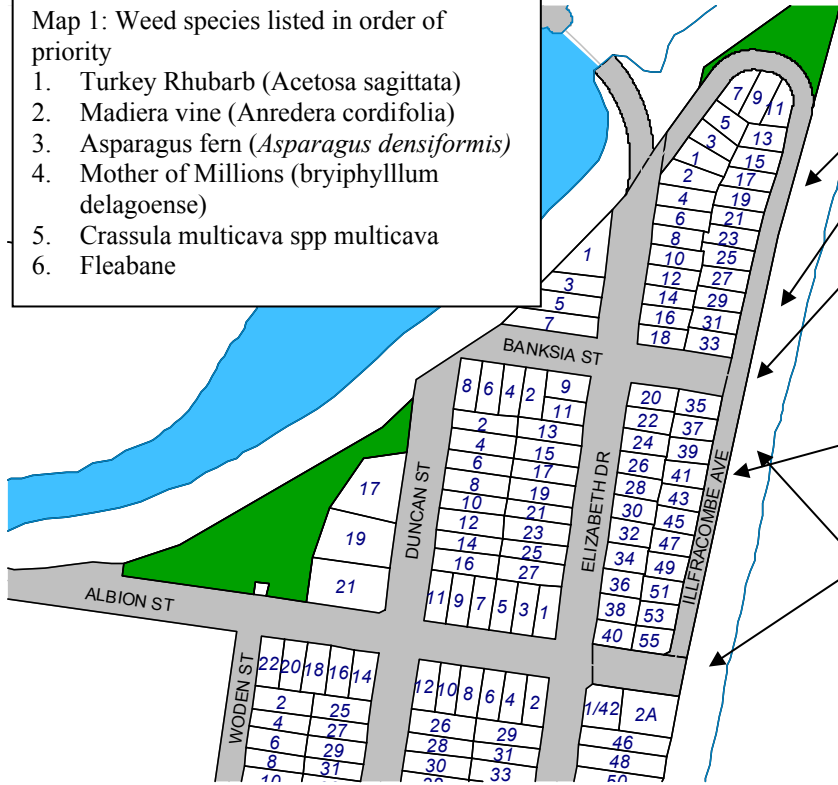 Map 1: Weed species listed in order of
priority
1. Turkey Rhubarb (Acetosa sagittata)
2. Madiera vine (Anredera cordifolia)
3. Asparagus fern (Asparagus densiformis)
4. Mother of Millions (bryiphylllum
delagoense)
5. Crassula multicava spp multicava
6. Fleabane
7 9 11
5 13
3 15
1 17
2 19
4 21
6 23
8 25
10 27
12 29
14 31
16 33
18
1
3
5
7
BANKSIA ST
8 6 4 2 9
11
2 13
4 15
6 17
8 19
10 21
12 23
14 25
16 27
11 9 7 5 3 1
20 35
22 37
24 39
26 41
28 43
30 45
32 47
34 49
36 51
38 53
40 55
17
19
21
DUNCAN ST
ELIZABETH DR
ILLFRACOMBE AVE
ALBION ST
WODEN ST
22 20 18 16 14
2 25
4 27
6 29
8 31
10
12 10 8 6 4 2
26 29
28 31
30 33
1/42 2A
46
48
50